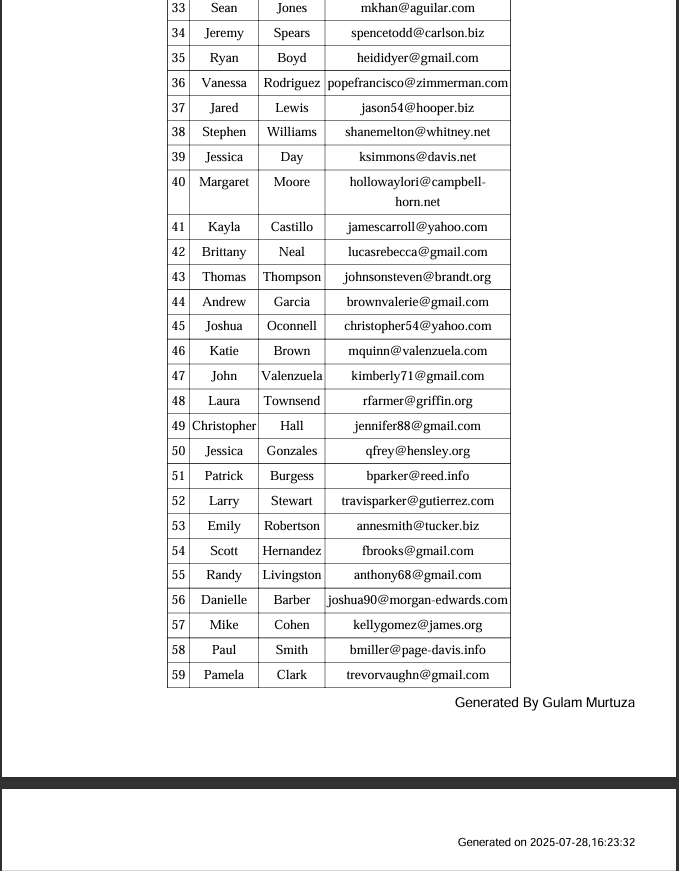 33 Sean Jones mkhan@aguilar.com
34 Jeremy Spears spencetodd@carlson.biz
35 Ryan Boyd heididyer@gmail.com
36 Vanessa Rodriguez popefrancisco@zimmerman.com
37 Jared Lewis jason54@hooper.biz
38 Stephen Williams shanemelton@whitney.net
39 Jessica Day ksimmons@davis.net
40 Margaret Moore hollowaylori@campbell-
horn.net
41 Kayla Castillo jamescarroll@yahoo.com
42 Brittany Neal lucasrebecca@gmail.com
43 Thomas Thompson johnsonsteven@brandt.org
44 Andrew Garcia brownvalerie@gmail.com
45 Joshua Oconnell christopher54@yahoo.com
46 Katie Brown mquinn@valenzuela.com
47 John Valenzuela kimberly71@gmail.com
48 Laura Townsend rfarmer@griffin.org
49 Christopher Hall jennifer88@gmail.com
50 Jessica Gonzales qfrey@hensley.org
51 Patrick Burgess bparker@reed.info
52 Larry Stewart travisparker@gutierrez.com
53 Emily Robertson annesmith@tucker.biz
54 Scott Hernandez fbrooks@gmail.com
55 Randy Livingston anthony68@gmail.com
56 Danielle Barber joshua90@morgan-edwards.com
57 Mike Cohen kellygomez@james.org
58 Paul Smith bmiller@page-davis.info
59 Pamela Clark trevorvaughn@gmail.com
Generated By Gulam Murtuza
Generated on 2025-07-28,16:23:32